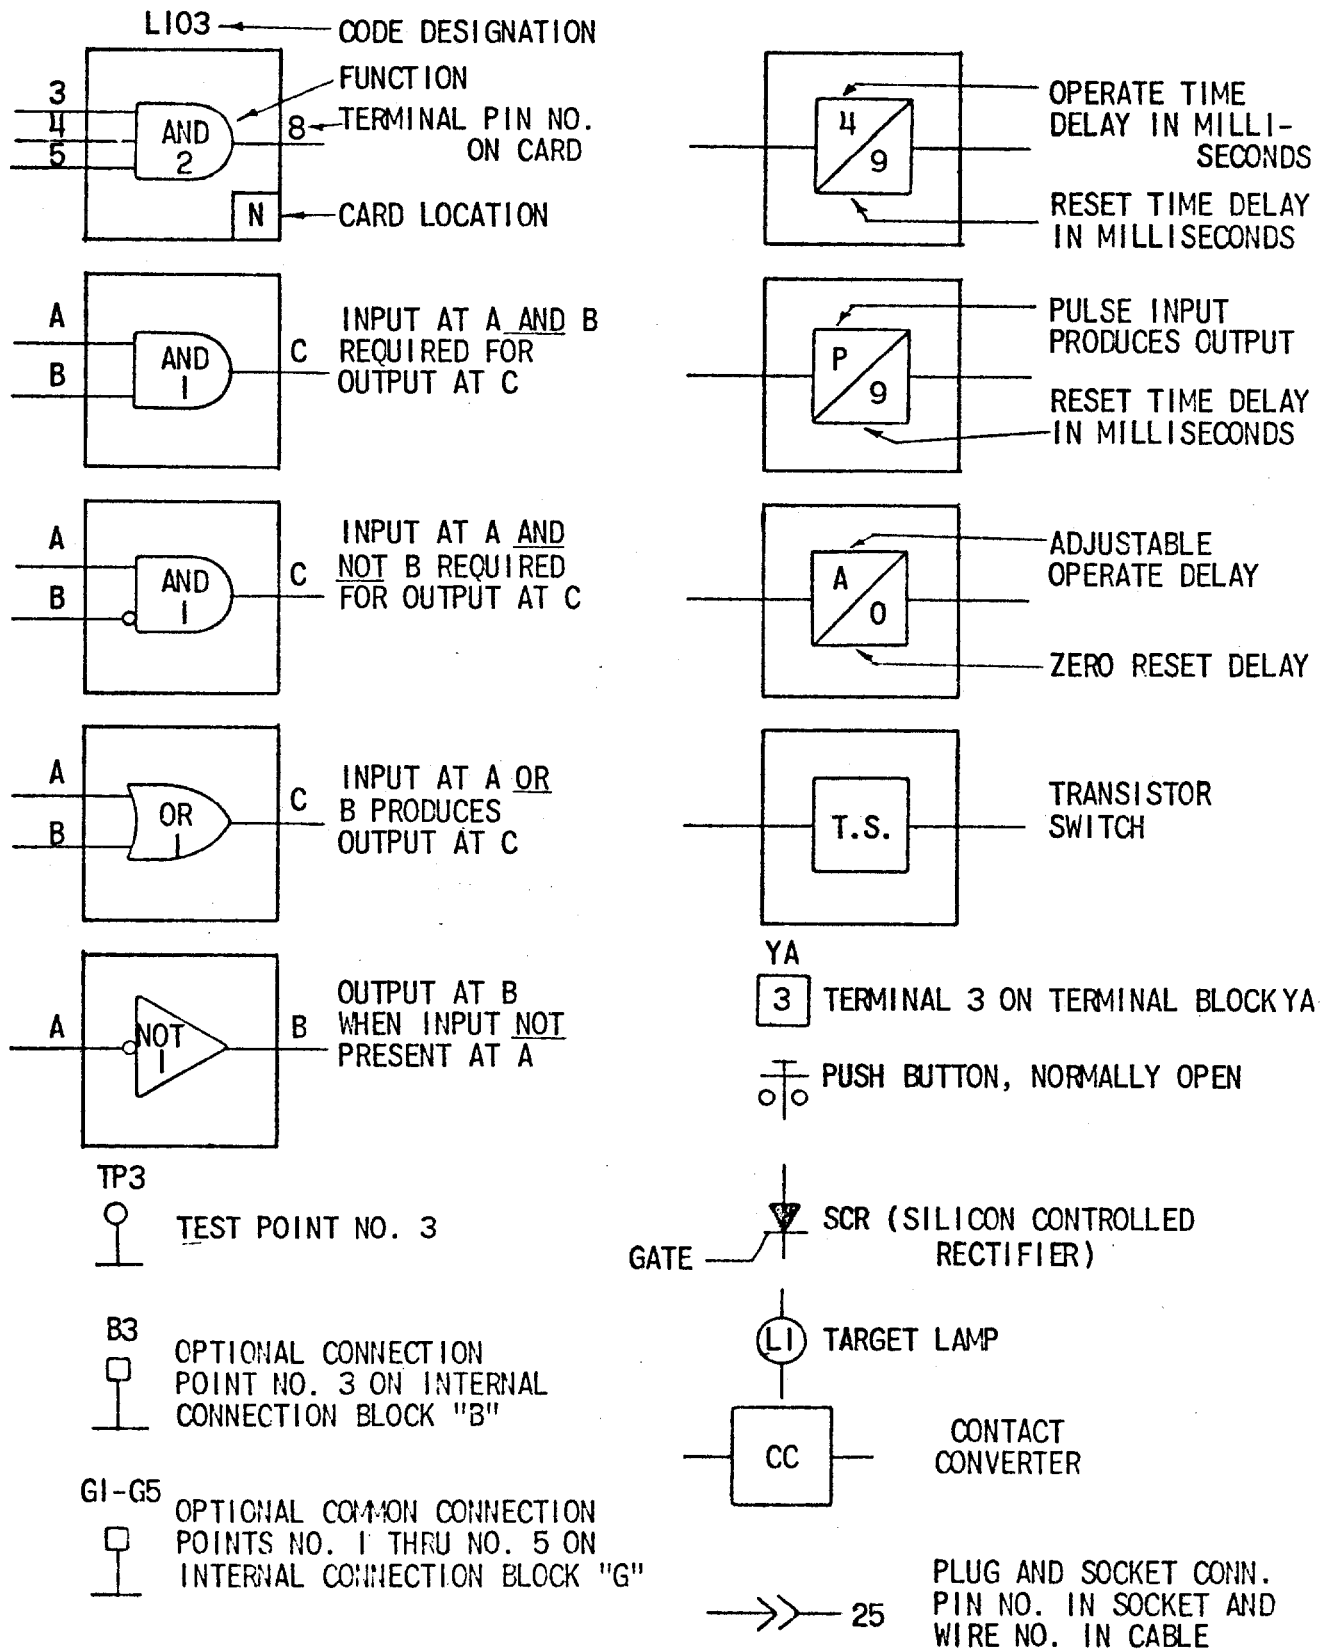 L103
CODE DESIGNATION
FUNCTION
3
4
5
AND
2
8
TERMINAL PIN NO.
ON CARD
N
CARD LOCATION
A
B
AND
1
C
INPUT AT A AND B
REQUIRED FOR
OUTPUT AT C
A
B
AND
1
C
INPUT AT A AND
NOT B REQUIRED
FOR OUTPUT AT C
A
B
OR
1
C
INPUT AT A OR
B PRODUCES
OUTPUT AT C
A
NOT
1
B
OUTPUT AT B
WHEN INPUT NOT
PRESENT AT A
TP3
TEST POINT NO. 3
B3
OPTIONAL CONNECTION
POINT NO. 3 ON INTERNAL
CONNECTION BLOCK "B"
G1-G5
OPTIONAL COMMON CONNECTION
POINTS NO. 1 THRU NO. 5 ON
INTERNAL CONNECTION BLOCK "G"
4
9
OPERATE TIME
DELAY IN MILLI-
SECONDS
RESET TIME DELAY
IN MILLISECONDS
P
9
PULSE INPUT
PRODUCES OUTPUT
RESET TIME DELAY
IN MILLISECONDS
A
0
ADJUSTABLE
OPERATE DELAY
ZERO RESET DELAY
T.S.
TRANSISTOR
SWITCH
YA
3
TERMINAL 3 ON TERMINAL BLOCK YA
PUSH BUTTON, NORMALLY OPEN
GATE
SCR (SILICON CONTROLLED
RECTIFIER)
L1
TARGET LAMP
CC
CONTACT
CONVERTER
25
PLUG AND SOCKET CONN.
PIN NO. IN SOCKET AND
WIRE NO. IN CABLE